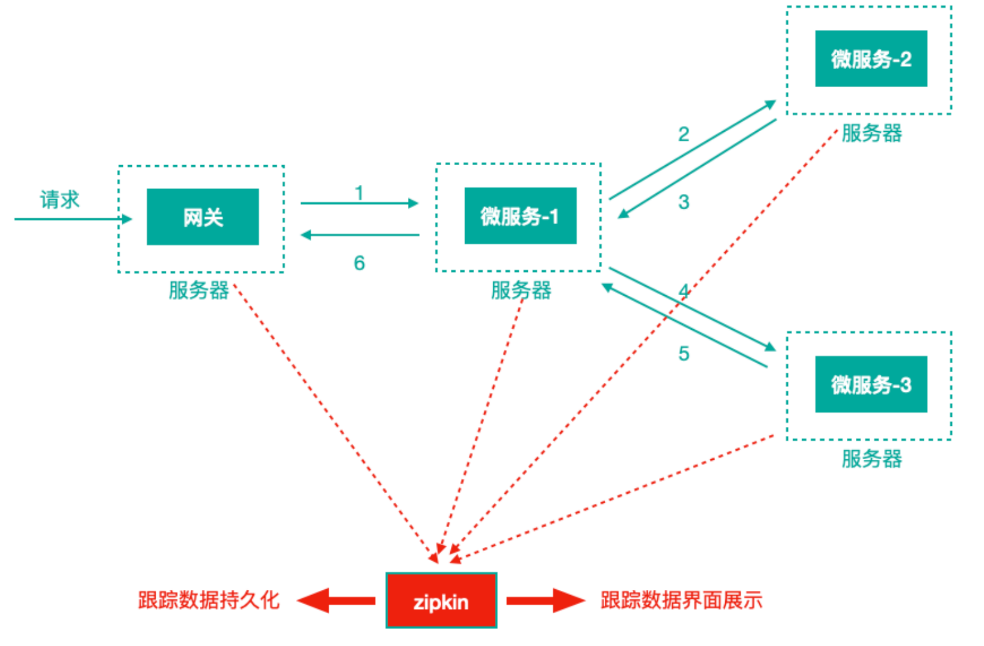 微服务-2
服务器
请求
网关
服务器
1
6
微服务-1
服务器
2
3
4
5
微服务-3
服务器
跟踪数据持久化
zipkin
跟踪数据界面展示